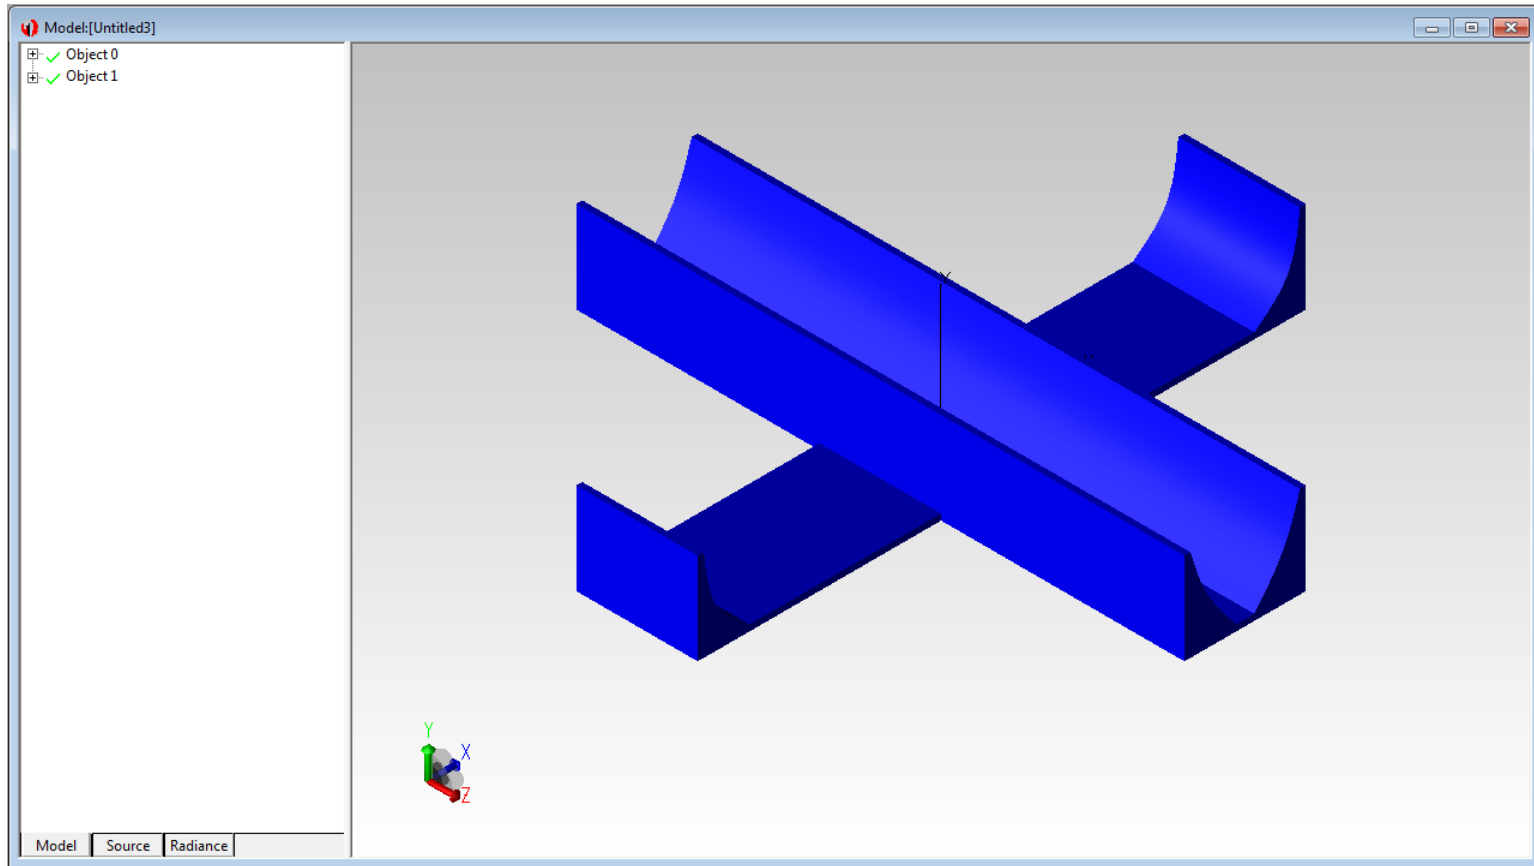 Model:[Untitled3]
Object 0
Object 1
Y
Y
X
Z
Model Source Radiance